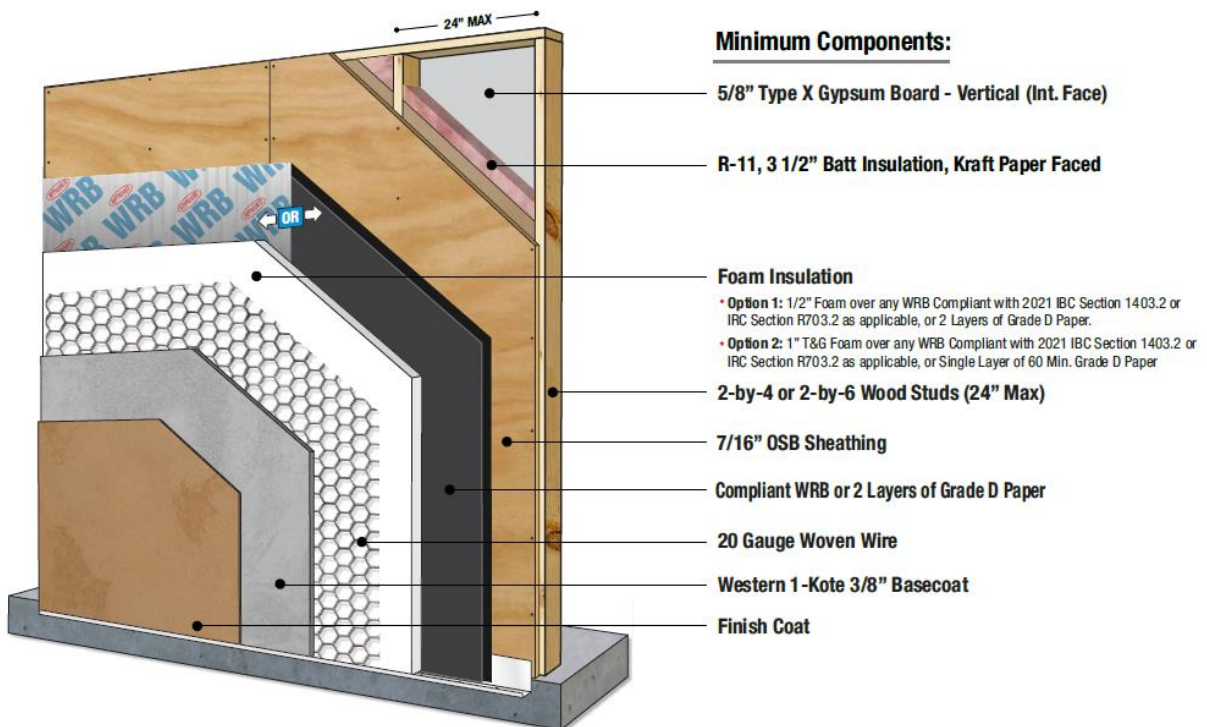 24" MAX
Minimum Components:
5/8” Type X Gypsum Board - Vertical (Int. Face)
R-11, 3 1/2” Batt Insulation, Kraft Paper Faced
WRB WRB WRB WRB
WRB WRB WRB
OR
Foam Insulation
• Option 1: 1/2" Foam over any WRB Compliant with 2021 IBC Section 1403.2 or
IRC Section R703.2 as applicable, or 2 Layers of Grade D Paper.
• Option 2: 1" T&G Foam over any WRB Compliant with 2021 IBC Section 1403.2 or
IRC Section R703.2 as applicable, or Single Layer of 60 Min. Grade D Paper
2-by-4 or 2-by-6 Wood Studs (24” Max)
7/16” OSB Sheathing
Compliant WRB or 2 Layers of Grade D Paper
20 Gauge Woven Wire
Western 1-Kote 3/8” Basecoat
Finish Coat